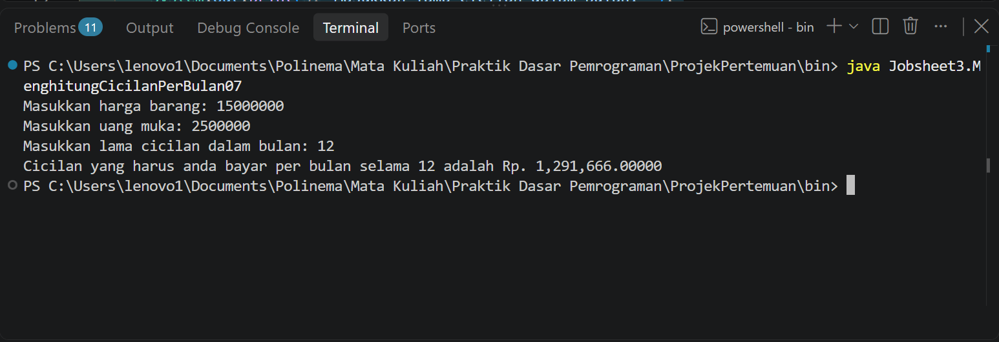 Problems 11 Output Debug Console Terminal Ports powershell - bin
PS C:\Users\lenovo1\Documents\Polinema\Mata Kuliah\Praktik Dasar Pemrograman\ProjekPertemuan\bin> java Jobsheet3.M
enghitungCicilanPerBulan07
Masukkan harga barang: 15000000
Masukkan uang muka: 2500000
Masukkan lama cicilan dalam bulan: 12
Cicilan yang harus anda bayar per bulan selama 12 adalah Rp. 1,291,666.00000
PS C:\Users\lenovo1\Documents\Polinema\Mata Kuliah\Praktik Dasar Pemrograman\ProjekPertemuan\bin>